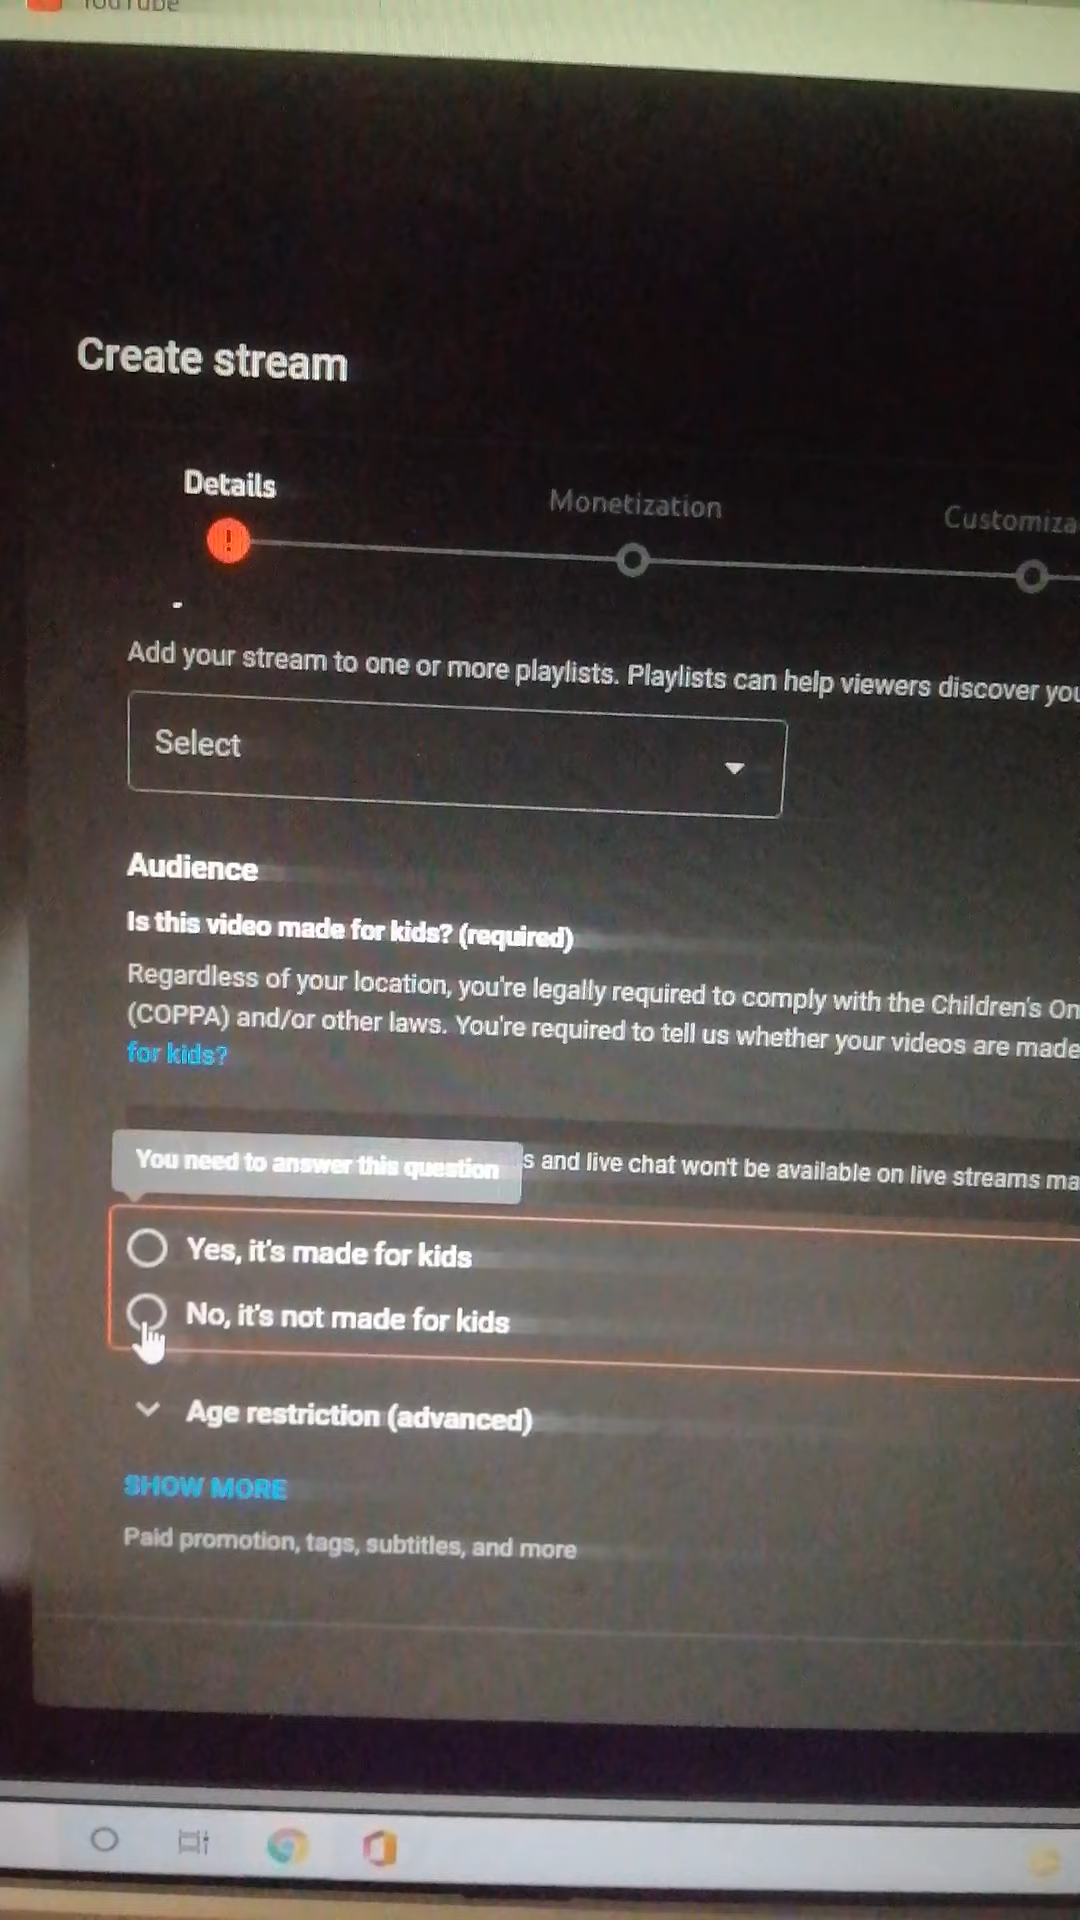 YouTube
Create stream
Details
Monetization
Add your stream to one or more playlists. Playlists can help viewers discover
Select
Audience
Is this video made for kids? (required)
Regardless of your location, you're legally required to comply with the Children's
(COPPA) and/or other laws. You're required to tell us whether your videos are made
for kids?
You need to answer this question and live chat won't be available on live streams
Yes, it's made for kids
No, it's not made for kids
Age restriction (advanced)
SHOW MORE
Paid promotion, tags, subtitles, and more